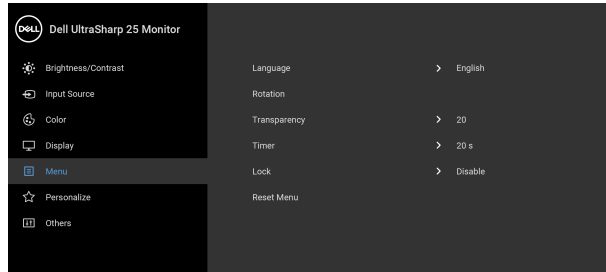 DELL Dell UltraSharp 25 Monitor
Brightness/Contrast
Input Source
Color
Display
Menu
Personalize
Others
Language > English
Rotation
Transparency > 20
Timer > 20 s
Lock > Disable
Reset Menu